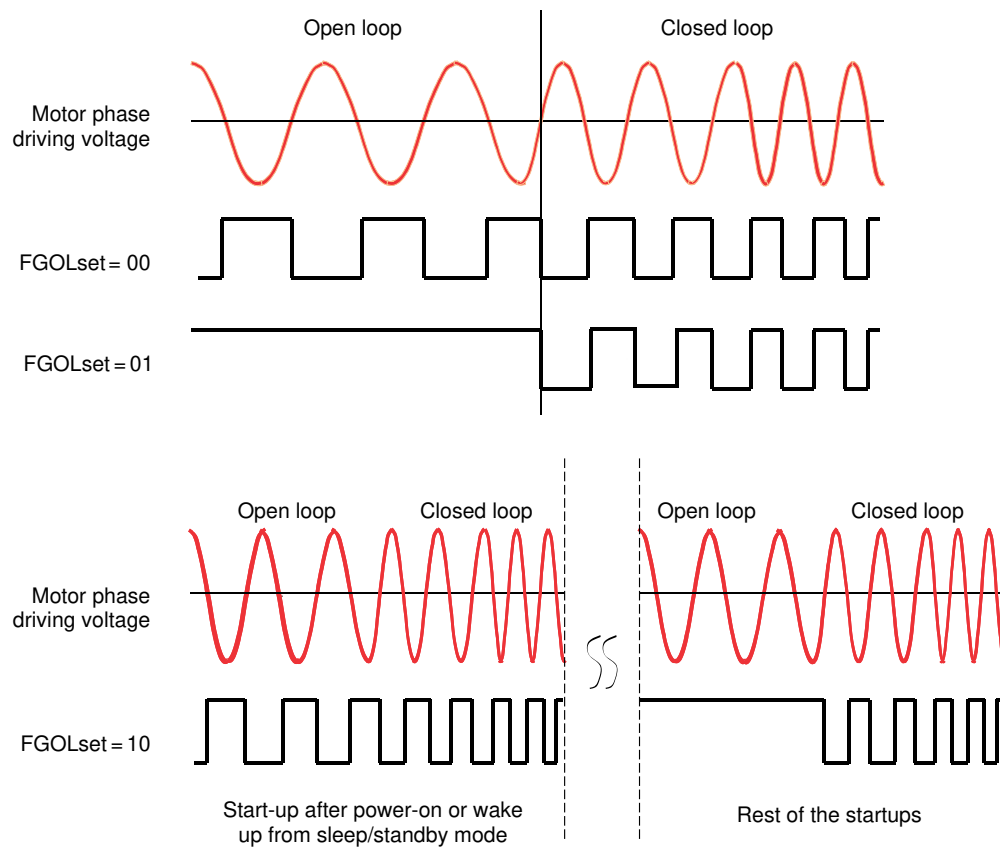 Open loop
Closed loop
Motor phase
driving voltage
FGOLset = 00
FGOLset = 01
Open loop
Closed loop
Open loop
Closed loop
Motor phase
driving voltage
FGOLset = 10
Start-up after power-on or wake
up from sleep/standby mode
Rest of the startups